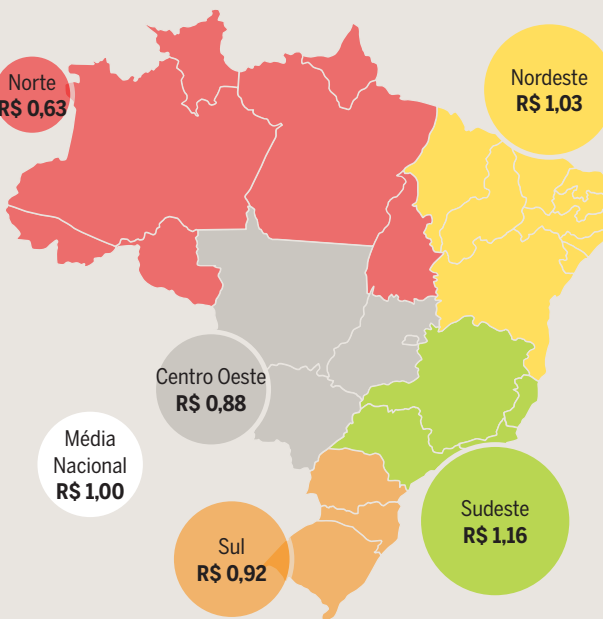 Norte
R$ 0,63
Nordeste
R$ 1,03
Centro Oeste
R$ 0,88
Média
Nacional
R$ 1,00
Sudeste
R$ 1,16
Sul
R$ 0,92